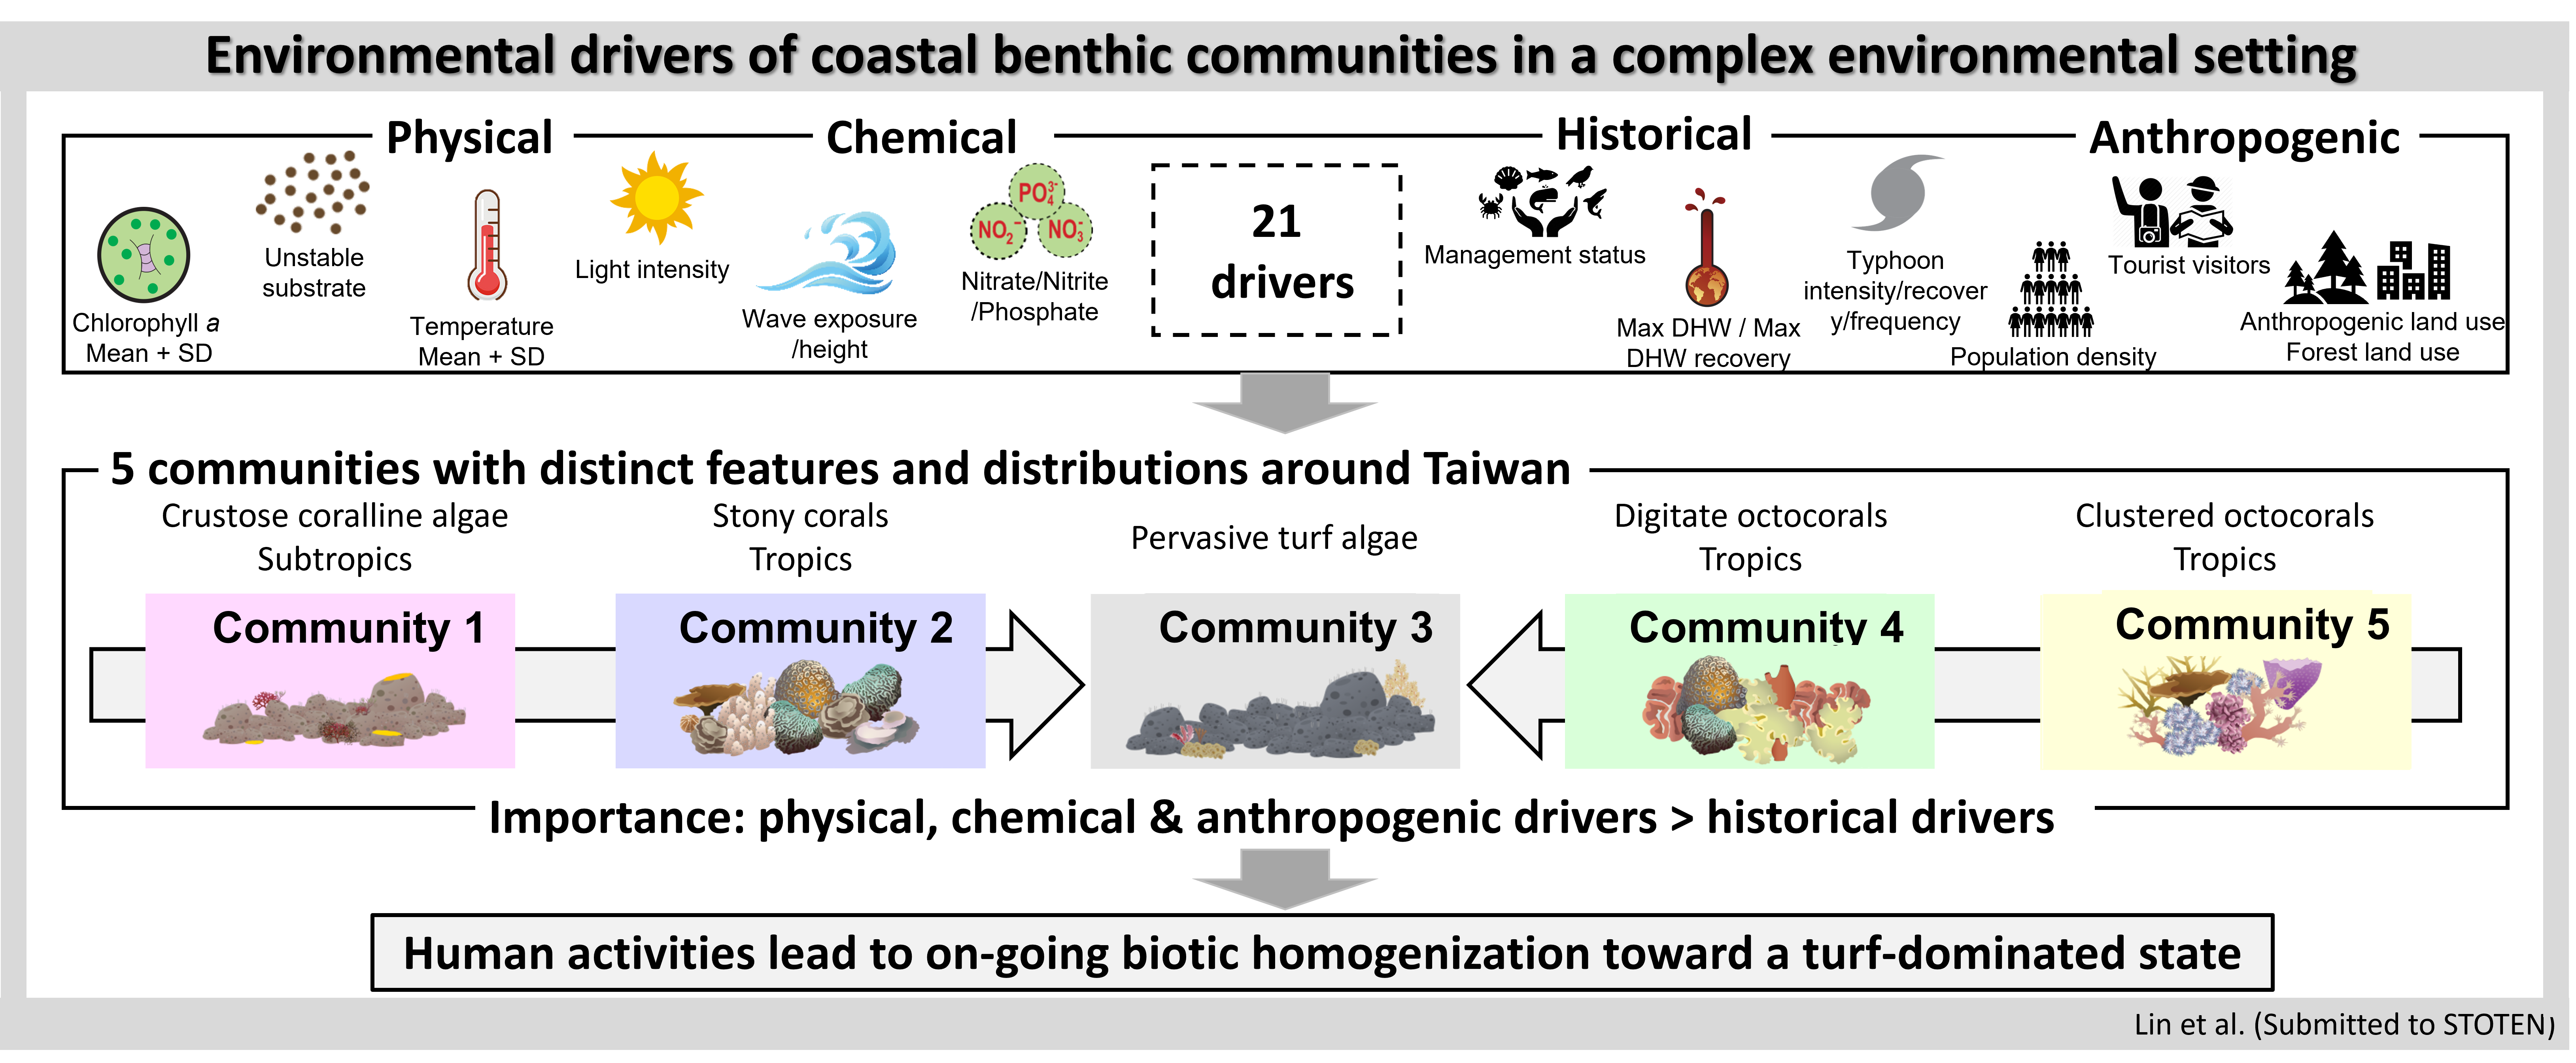 Environmental drivers of coastal benthic communities in a complex environmental setting
Physical
Chemical
Historical
Anthropogenic
Chlorophyll a
Mean + SD
Unstable
substrate
Temperature
Mean + SD
Light intensity
Wave exposure
/height
PO₄³⁻
NO₂⁻
NO₃⁻
Nitrate/Nitrite
/Phosphate
21
drivers
Management status
Max DHW / Max
DHW recovery
Typhoon
intensity/recover
y/frequency
Population density
Tourist visitors
Anthropogenic land use
Forest land use
5 communities with distinct features and distributions around Taiwan
Crustose coralline algae
Subtropics
Community 1
Stony corals
Tropics
Community 2
Pervasive turf algae
Community 3
Digitate octocorals
Tropics
Community 4
Clustered octocorals
Tropics
Community 5
Importance: physical, chemical & anthropogenic drivers > historical drivers
Human activities lead to on-going biotic homogenization toward a turf-dominated state
Lin et al. (Submitted to STOTEN)